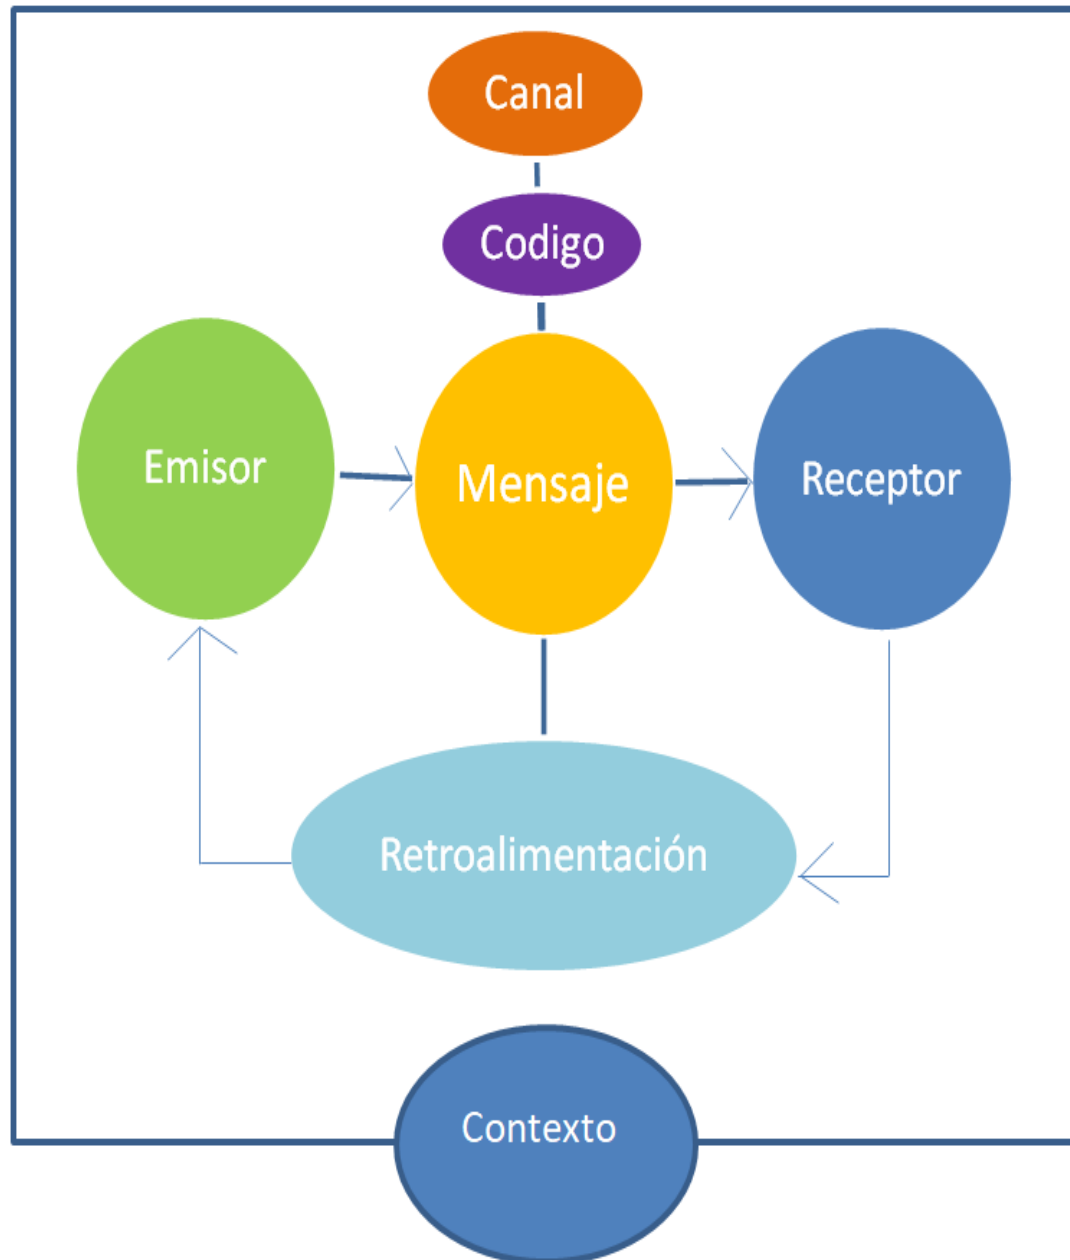 Canal
Codigo
Emisor
Mensaje
Receptor
Retroalimentación
Contexto